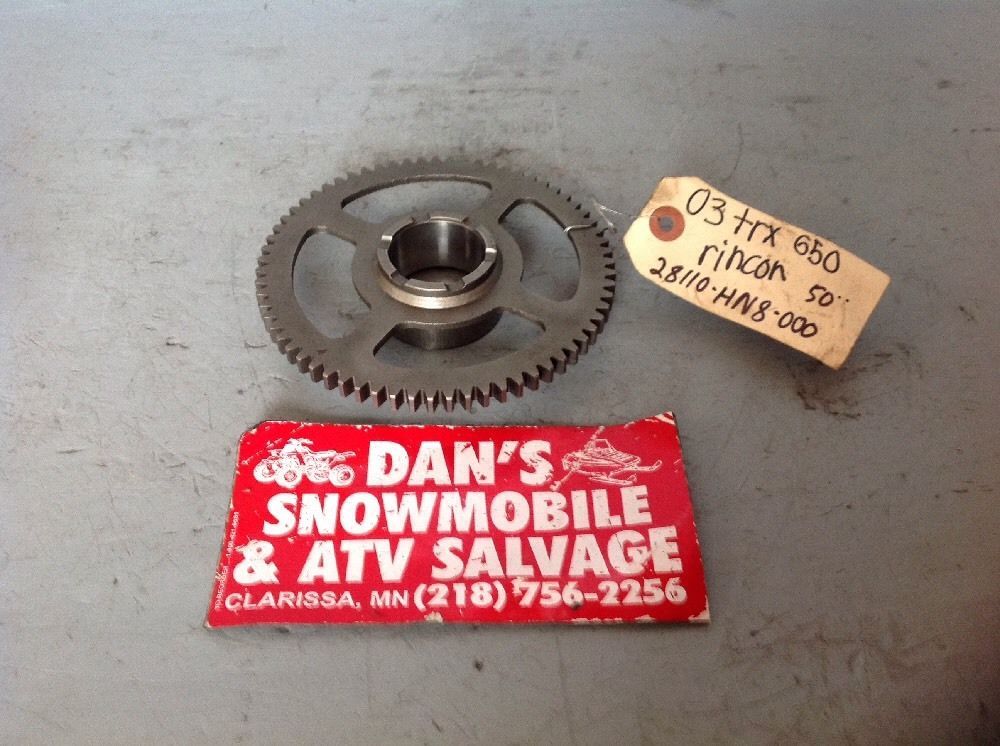 03 trx 650
rincon 50..
28110-HN8-000
DAN'S
SNOWMOBILE
& ATV SALVAGE
CLARISSA, MN (218) 756-2256